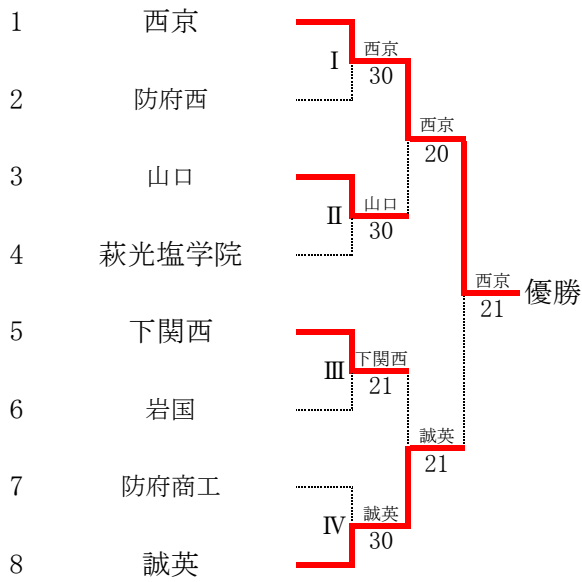 1 西京
Ⅰ 西京
30
2 防府西
西京
20
3 山口
Ⅱ 山口
30
4 萩光塩学院
西京 優勝
21
5 下関西
Ⅲ 下関西
21
6 岩国
誠英
21
7 防府商工
Ⅳ 誠英
30
8 誠英